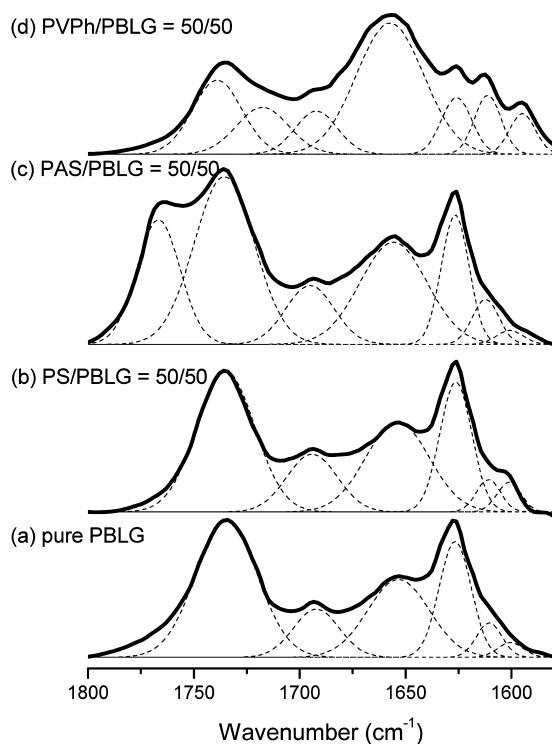 (d) PVPh/PBLG = 50/50
(c) PAS/PBLG = 50/50
(b) PS/PBLG = 50/50
(a) pure PBLG
1800 1750 1700 1650 1600
Wavenumber (cm⁻¹)